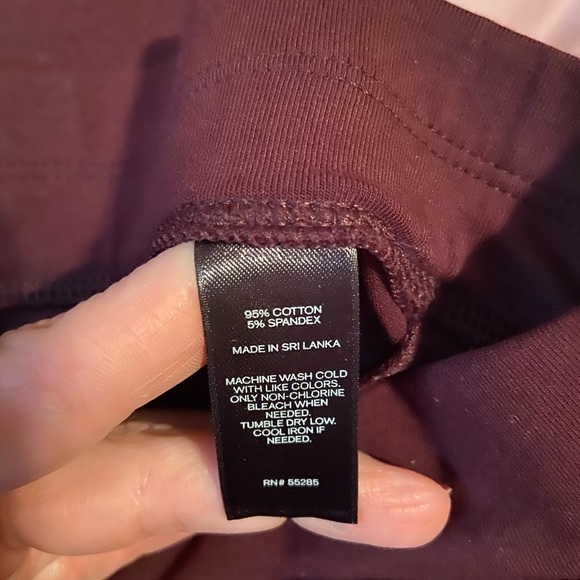 95% COTTON
5% SPANDEX
MADE IN SRI LANKA
MACHINE WASH COLD
WITH LIKE COLORS.
ONLY NON-CHLORINE
BLEACH WHEN
NEEDED.
TUMBLE DRY LOW.
COOL IRON IF
NEEDED.
RN# 55285